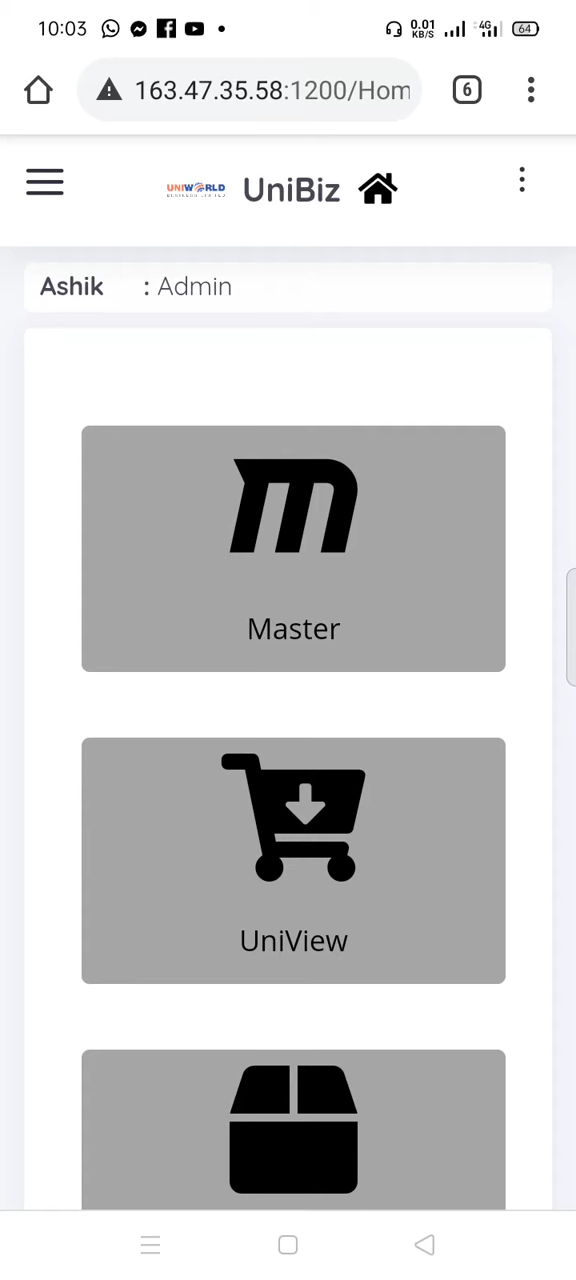 10:03 0.01 KB/S 4G 64
163.47.35.58:1200/Hom 6
UNIWORLD UniBiz
Ashik : Admin
m
Master
UniView